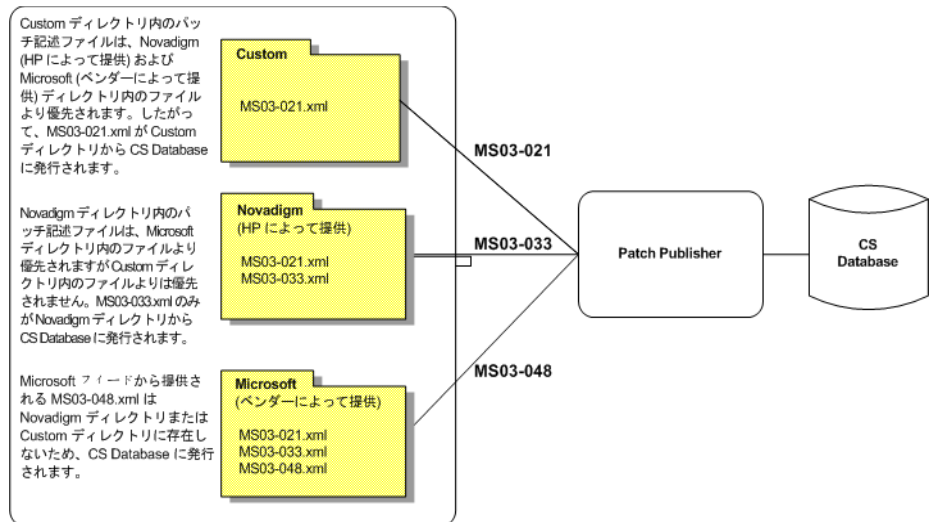 Custom ディレクトリ内のパッ
チ記述ファイルは、Novadigm
(HP によって提供) および
Microsoft (ベンダーによって提
供) ディレクトリ内のファイル
より優先されます。したがっ
て、MS03-021.xml が Custom
ディレクトリから CS Database
に発行されます。
Custom
MS03-021.xml
MS03-021
Novadigm ディレクトリ内のパ
ッチ記述ファイルは、Microsoft
ディレクトリ内のファイルより
優先されますが Custom ディレ
クトリ内のファイルよりは優先
されません。MS03-033.xml のみ
が Novadigm ディレクトリから
CS Database に発行されます。
Novadigm
(HP によって提供)
MS03-021.xml
MS03-033.xml
MS03-033
Patch Publisher
CS
Database
Microsoft フィードから提供さ
れる MS03-048.xml は
Novadigm ディレクトリまたは
Custom ディレクトリに存在し
ないため、CS Database に発行
されます。
Microsoft
(ベンダーによって提供)
MS03-021.xml
MS03-033.xml
MS03-048.xml
MS03-048